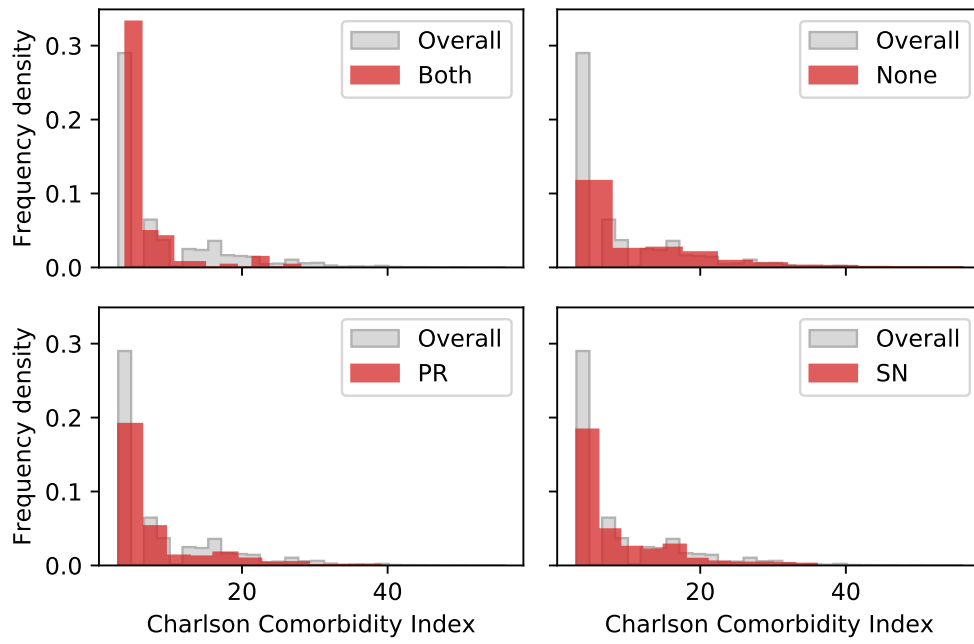 Overall
Both
Frequency density
0.3
0.2
0.1
0.0
Overall
None
Overall
PR
Frequency density
0.3
0.2
0.1
0.0
20
40
Charlson Comorbidity Index
Overall
SN
20
40
Charlson Comorbidity Index